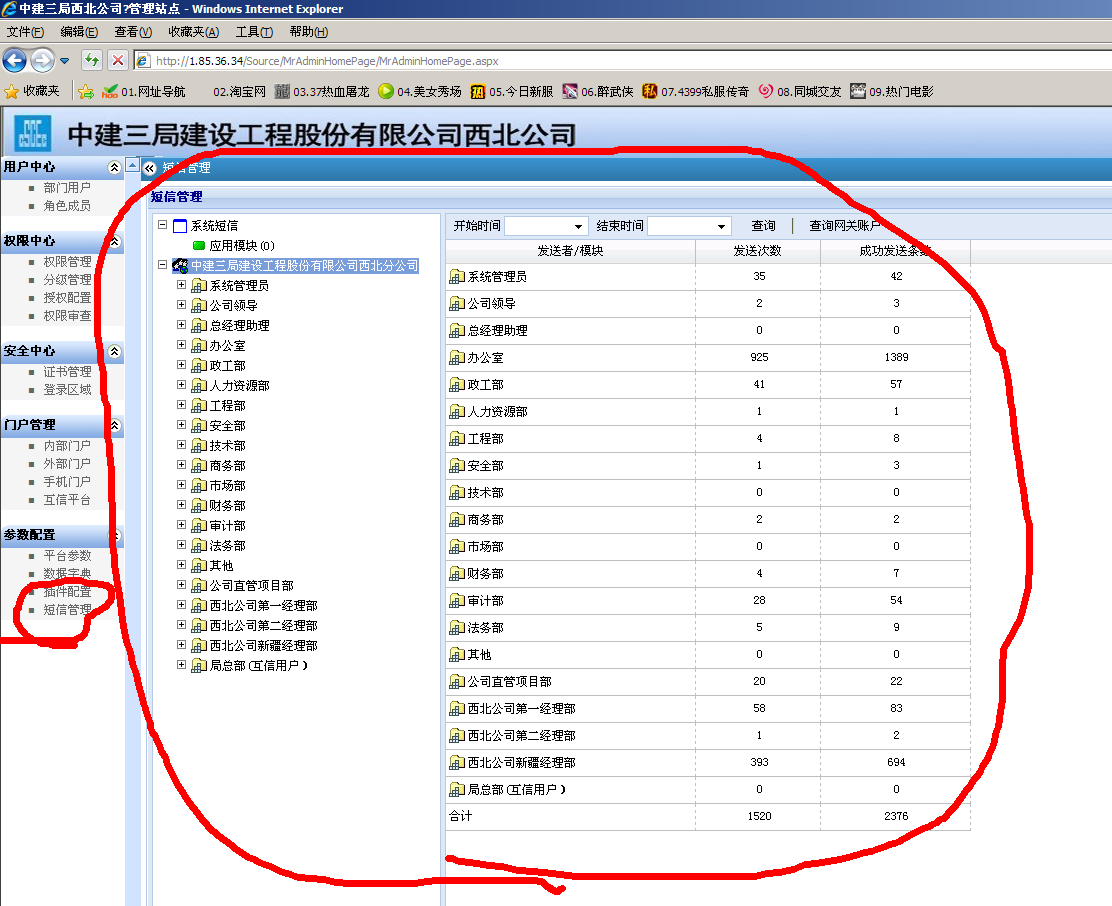 中建三局西北公司?管理站点 - Windows Internet Explorer
文件(F) 编辑(E) 查看(V) 收藏夹(A) 工具(T) 帮助(H)
http://1.85.36.34/Source/MrAdminHomePage/MrAdminHomePage.aspx
收藏夹 01.网址导航 02.淘宝网 03.37热血屠龙 04.美女秀场 05.今日新服 06.醉武侠 07.4399私服传奇 08.同城交友 09.热门电影
中建三局建设工程股份有限公司西北公司
用户中心
部门用户
角色成员
权限中心
权限管理
分级管理
授权配置
权限审查
安全中心
证书管理
登录区域
门户管理
内部门户
外部门户
手机门户
互信平台
参数配置
平台参数
数据字典
插件配置
短信管理
短信管理
短信管理
系统短信
应用模块 (0)
中建三局建设工程股份有限公司西北分公司
系统管理员
公司领导
总经理助理
办公室
政工部
人力资源部
工程部
安全部
技术部
商务部
市场部
财务部
审计部
法务部
其他
公司直管项目部
西北公司第一经理部
西北公司第二经理部
西北公司新疆经理部
局总部(互信用户)
开始时间 结束时间 查询 | 查询网关账户
发送者/模块 发送次数 成功发送条数
系统管理员 35 42
公司领导 2 3
总经理助理 0 0
办公室 925 1389
政工部 41 57
人力资源部 1 1
工程部 4 8
安全部 1 3
技术部 0 0
商务部 2 2
市场部 0 0
财务部 4 7
审计部 28 54
法务部 5 9
其他 0 0
公司直管项目部 20 22
西北公司第一经理部 58 83
西北公司第二经理部 1 2
西北公司新疆经理部 393 694
局总部(互信用户) 0 0
合计 1520 2376